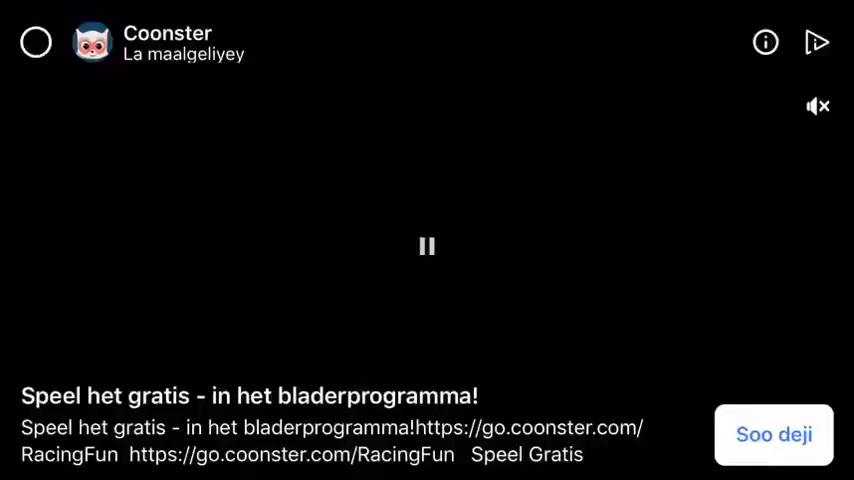 Coonster
La maalgeliyey
Speel het gratis - in het bladerprogramma!
Speel het gratis - in het bladerprogramma!https://go.coonster.com/
RacingFun  https://go.coonster.com/RacingFun   Speel Gratis
Soo deji